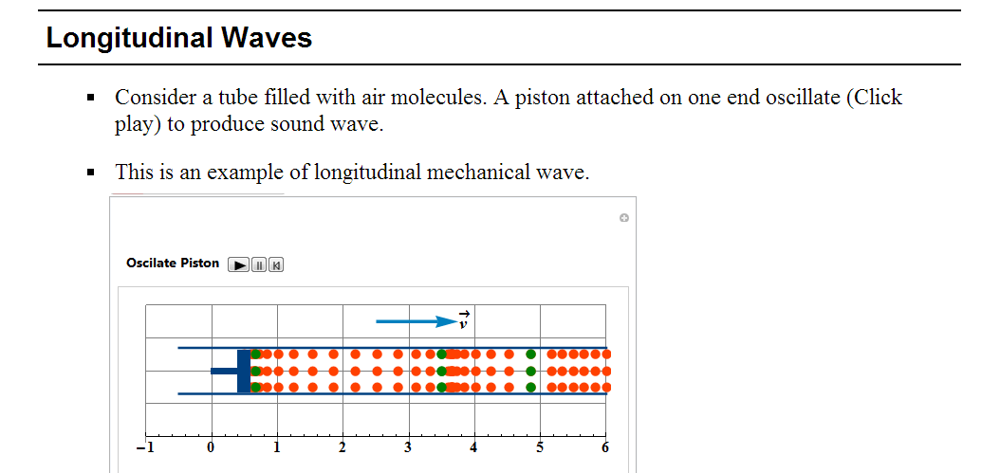 Longitudinal Waves
▪ Consider a tube filled with air molecules. A piston attached on one end oscillate (Click
play) to produce sound wave.
▪ This is an example of longitudinal mechanical wave.
Oscilate Piston
v
−1 0 1 2 3 4 5 6